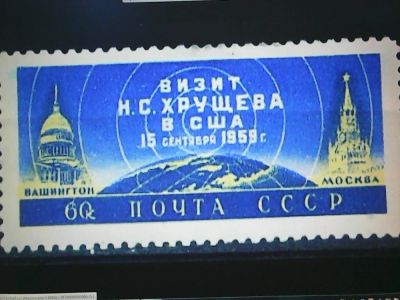 ВИЗИТ
Н.С. ХРУЩЕВА
В США
15 СЕНТЯБРЯ 1959 г.
ВАШИНГТОН
МОСКВА
60к ПОЧТА СССР